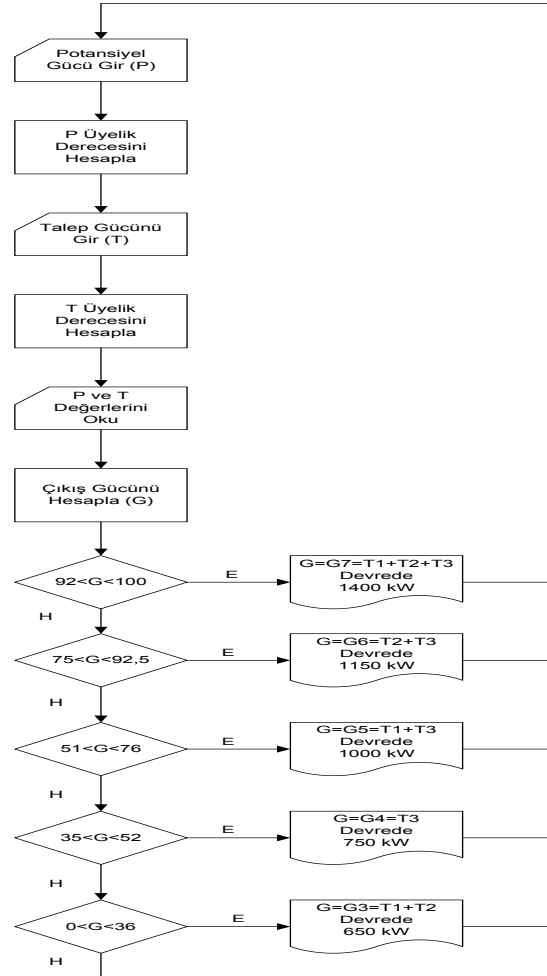 Potansiyel
Gücü Gir (P)
P Üyelik
Derecesini
Hesapla
Talep Gücünü
Gir (T)
T Üyelik
Derecesini
Hesapla
P ve T
Değerlerini
Oku
Çıkış Gücünü
Hesapla (G)
92<G<100
E
G=G7=T1+T2+T3
Devrede
1400 kW
H
75<G<92,5
E
G=G6=T2+T3
Devrede
1150 kW
H
51<G<76
E
G=G5=T1+T3
Devrede
1000 kW
H
35<G<52
E
G=G4=T3
Devrede
750 kW
H
0<G<36
E
G=G3=T1+T2
Devrede
650 kW
H